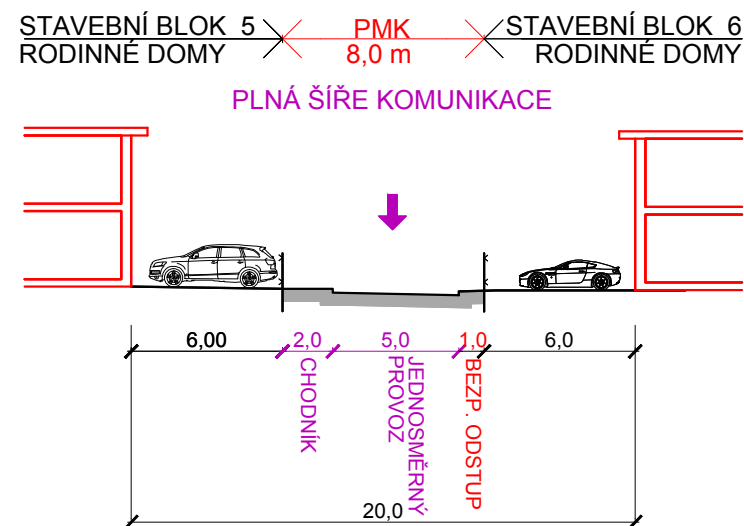 STAVEBNÍ BLOK 5
RODINNÉ DOMY
PMK
8,0 m
STAVEBNÍ BLOK 6
RODINNÉ DOMY
PLNÁ ŠÍŘE KOMUNIKACE
6,00
2,0
5,0
1,0
6,0
CHODNÍK
JEDNOSMĚRNÝ
PROVOZ
BEZP. ODSTUP
20,0